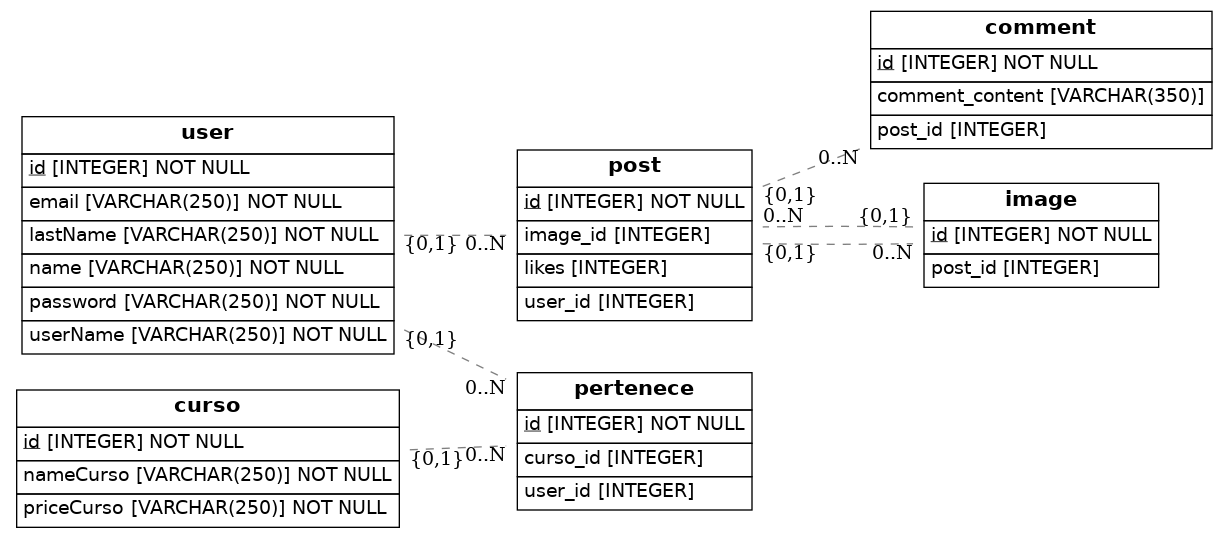 comment
id [INTEGER] NOT NULL
comment_content [VARCHAR(350)]
post_id [INTEGER]
user
id [INTEGER] NOT NULL
email [VARCHAR(250)] NOT NULL
lastName [VARCHAR(250)] NOT NULL
name [VARCHAR(250)] NOT NULL
password [VARCHAR(250)] NOT NULL
userName [VARCHAR(250)] NOT NULL
post
id [INTEGER] NOT NULL
image_id [INTEGER]
likes [INTEGER]
user_id [INTEGER]
image
id [INTEGER] NOT NULL
post_id [INTEGER]
0..N
{0,1}
0..N {0,1}
{0,1} 0..N
{0,1} 0..N
{0,1}
0..N
curso
id [INTEGER] NOT NULL
nameCurso [VARCHAR(250)] NOT NULL
priceCurso [VARCHAR(250)] NOT NULL
{0,1} 0..N
pertenece
id [INTEGER] NOT NULL
curso_id [INTEGER]
user_id [INTEGER]